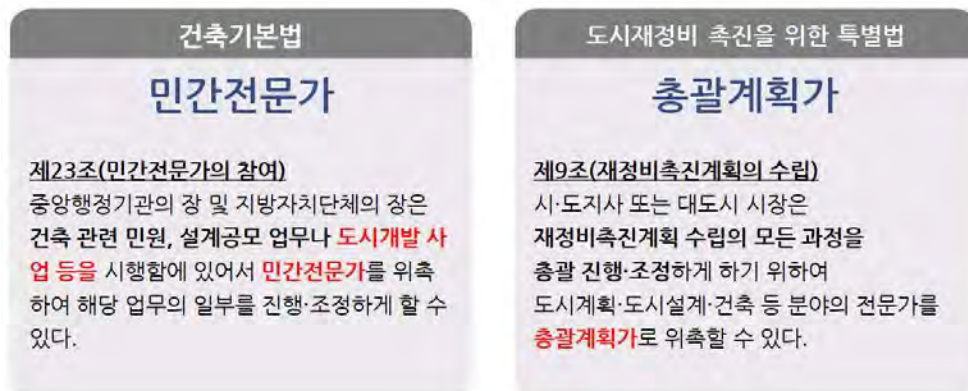 건축기본법
민간전문가
제23조(민간전문가의 참여)
중앙행정기관의 장 및 지방자치단체의 장은
건축 관련 민원, 설계공모 업무나 도시개발 사
업 등을 시행함에 있어서 민간전문가를 위촉
하여 해당 업무의 일부를 진행·조정하게 할 수
있다.
도시재정비 촉진을 위한 특별법
총괄계획가
제9조(재정비촉진계획의 수립)
시·도지사 또는 대도시 시장은
재정비촉진계획 수립의 모든 과정을
총괄 진행·조정하게 하기 위하여
도시계획·도시설계·건축 등 분야의 전문가를
총괄계획가로 위촉할 수 있다.